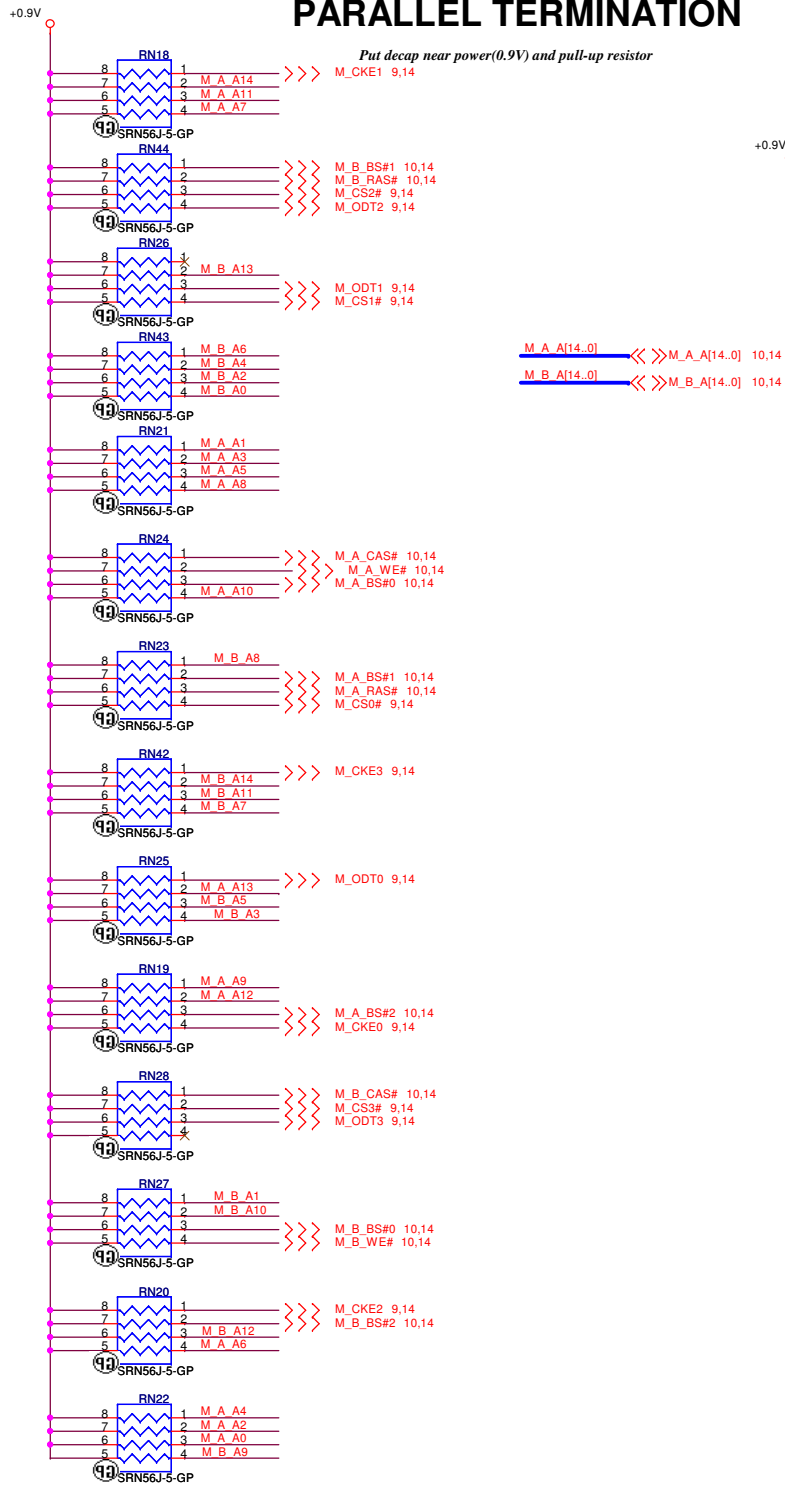 +0.9V
PARALLEL TERMINATION
Put decap near power(0.9V) and pull-up resistor
+0.9V
RN18
8 1 M_CKE1 9,14
7 2 M_A_A14
6 3 M_A_A11
5 4 M_A_A7
GP SRN56J-5-GP
RN44
8 1 M_B_BS#1 10,14
7 2 M_B_RAS# 10,14
6 3 M_CS2# 9,14
5 4 M_ODT2 9,14
GP SRN56J-5-GP
RN26
8 1
7 2 M_B_A13
6 3 M_ODT1 9,14
5 4 M_CS1# 9,14
GP SRN56J-5-GP
RN43
8 1 M_B_A6
7 2 M_B_A4
6 3 M_B_A2
5 4 M_B_A0
GP SRN56J-5-GP
M_A_A[14..0] M_A_A[14..0] 10,14
M_B_A[14..0] M_B_A[14..0] 10,14
RN21
8 1 M_A_A1
7 2 M_A_A3
6 3 M_A_A5
5 4 M_A_A8
GP SRN56J-5-GP
RN24
8 1 M_A_CAS# 10,14
7 2 M_A_WE# 10,14
6 3 M_A_BS#0 10,14
5 4 M_A_A10
GP SRN56J-5-GP
RN23
8 1 M_B_A8
7 2 M_A_BS#1 10,14
6 3 M_A_RAS# 10,14
5 4 M_CS0# 9,14
GP SRN56J-5-GP
RN42
8 1 M_CKE3 9,14
7 2 M_B_A14
6 3 M_B_A11
5 4 M_B_A7
GP SRN56J-5-GP
RN25
8 1 M_ODT0 9,14
7 2 M_A_A13
6 3 M_B_A5
5 4 M_B_A3
GP SRN56J-5-GP
RN19
8 1 M_A_A9
7 2 M_A_A12
6 3 M_A_BS#2 10,14
5 4 M_CKE0 9,14
GP SRN56J-5-GP
RN28
8 1 M_B_CAS# 10,14
7 2 M_CS3# 9,14
6 3 M_ODT3 9,14
5 4
GP SRN56J-5-GP
RN27
8 1 M_B_A1
7 2 M_B_A10
6 3 M_B_BS#0 10,14
5 4 M_B_WE# 10,14
GP SRN56J-5-GP
RN20
8 1 M_CKE2 9,14
7 2 M_B_BS#2 10,14
6 3 M_B_A12
5 4 M_A_A6
GP SRN56J-5-GP
RN22
8 1 M_A_A4
7 2 M_A_A2
6 3 M_A_A0
5 4 M_B_A9
GP SRN56J-5-GP